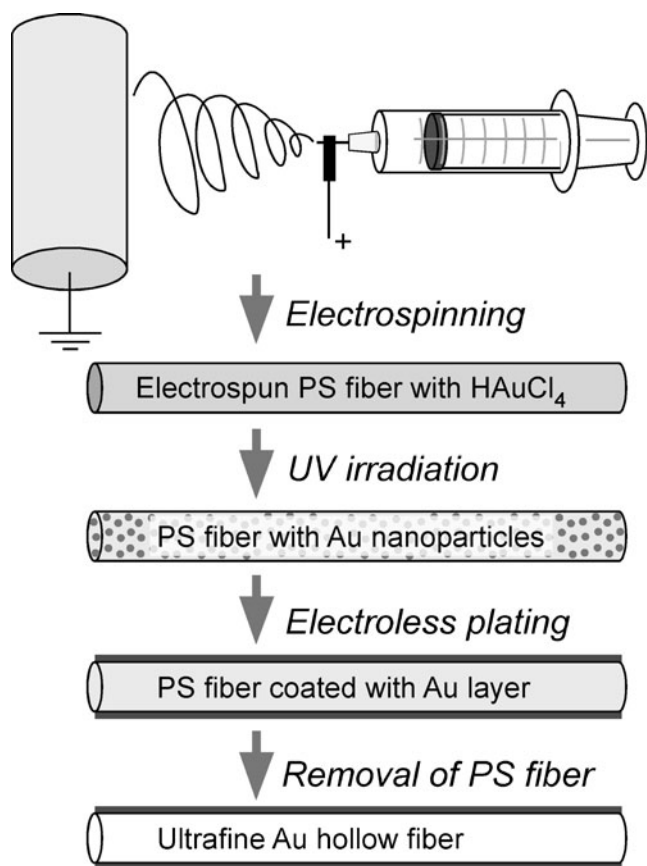 +
Electrospinning
Electrospun PS fiber with HAuCl₄
UV irradiation
PS fiber with Au nanoparticles
Electroless plating
PS fiber coated with Au layer
Removal of PS fiber
Ultrafine Au hollow fiber